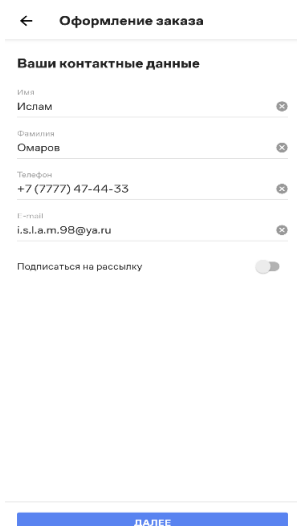 Оформление заказа
Ваши контактные данные
Имя
Ислам
Фамилия
Омаров
Телефон
+7 (7777) 47-44-33
E-mail
i.s.l.a.m.98@ya.ru
Подписаться на рассылку
ДАЛЕЕ